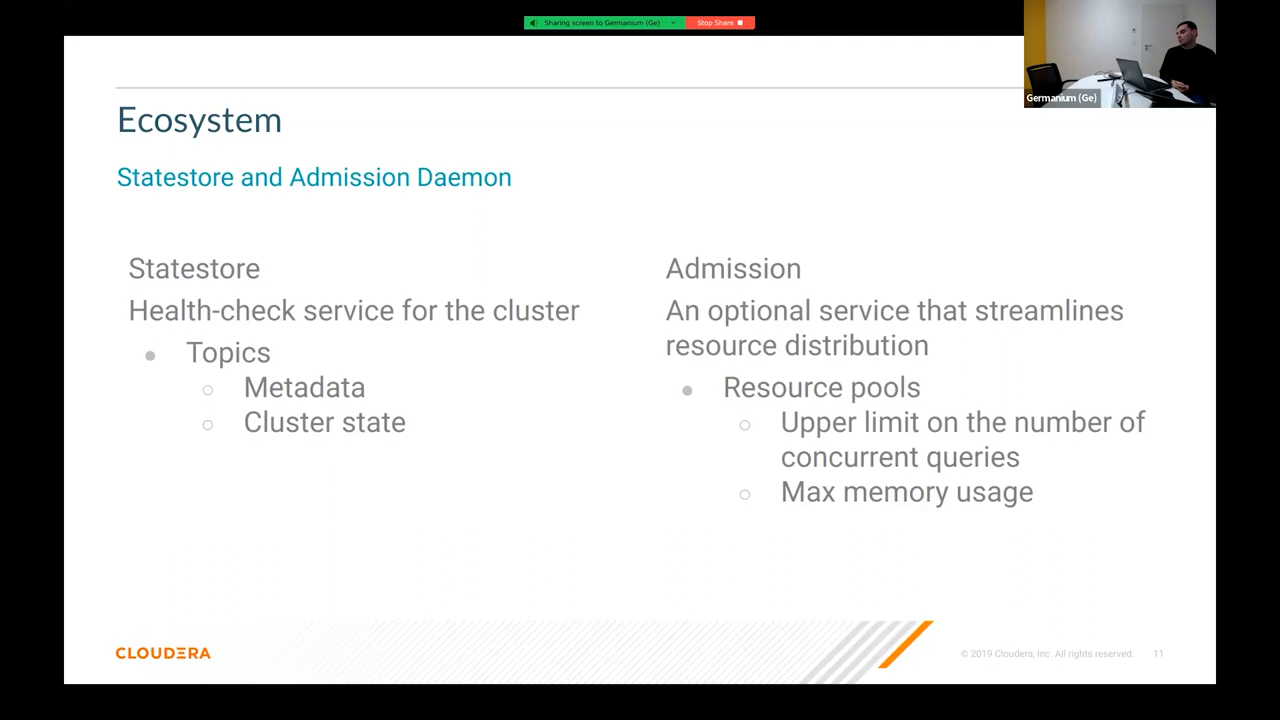 Sharing screen to Germanium (Ge)
Stop Share
Germanium (Ge)
Ecosystem
Statestore and Admission Daemon
Statestore
Health-check service for the cluster
Topics
Metadata
Cluster state
Admission
An optional service that streamlines
resource distribution
Resource pools
Upper limit on the number of
concurrent queries
Max memory usage
CLOUDERA
© 2019 Cloudera, Inc. All rights reserved.
11